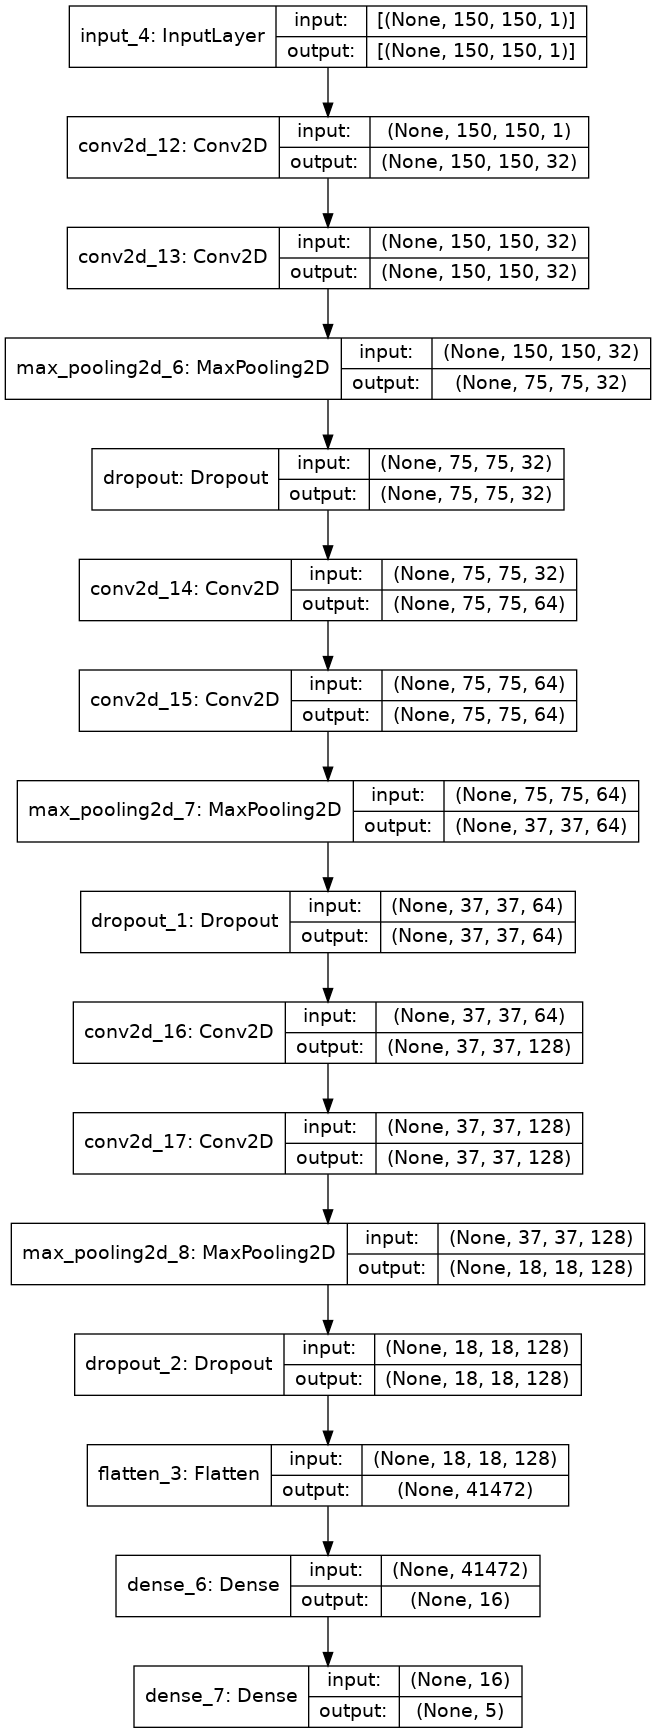 input_4: InputLayer
input: [(None, 150, 150, 1)]
output: [(None, 150, 150, 1)]
conv2d_12: Conv2D
input: (None, 150, 150, 1)
output: (None, 150, 150, 32)
conv2d_13: Conv2D
input: (None, 150, 150, 32)
output: (None, 150, 150, 32)
max_pooling2d_6: MaxPooling2D
input: (None, 150, 150, 32)
output: (None, 75, 75, 32)
dropout: Dropout
input: (None, 75, 75, 32)
output: (None, 75, 75, 32)
conv2d_14: Conv2D
input: (None, 75, 75, 32)
output: (None, 75, 75, 64)
conv2d_15: Conv2D
input: (None, 75, 75, 64)
output: (None, 75, 75, 64)
max_pooling2d_7: MaxPooling2D
input: (None, 75, 75, 64)
output: (None, 37, 37, 64)
dropout_1: Dropout
input: (None, 37, 37, 64)
output: (None, 37, 37, 64)
conv2d_16: Conv2D
input: (None, 37, 37, 64)
output: (None, 37, 37, 128)
conv2d_17: Conv2D
input: (None, 37, 37, 128)
output: (None, 37, 37, 128)
max_pooling2d_8: MaxPooling2D
input: (None, 37, 37, 128)
output: (None, 18, 18, 128)
dropout_2: Dropout
input: (None, 18, 18, 128)
output: (None, 18, 18, 128)
flatten_3: Flatten
input: (None, 18, 18, 128)
output: (None, 41472)
dense_6: Dense
input: (None, 41472)
output: (None, 16)
dense_7: Dense
input: (None, 16)
output: (None, 5)